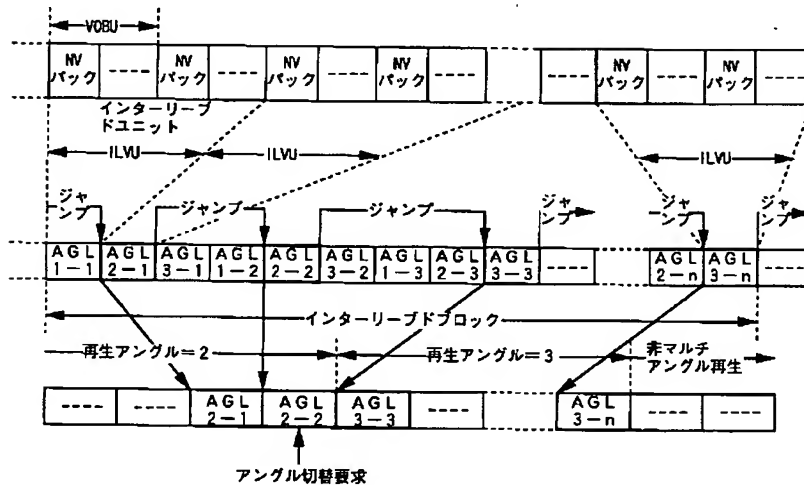 VOBU
NV パック ---- NV パック ---- NV パック ---- NV パック ---- NV パック ---- NV パック ----
インターリーブ
ドユニット
ILVU ILVU ILVU
ジャンプ ジャンプ ジャンプ ジャンプ ジャンプ ジャンプ
AGL 1-1 AGL 2-1 AGL 3-1 AGL 1-2 AGL 2-2 AGL 3-2 AGL 1-3 AGL 2-3 AGL 3-3 ---- AGL 2-n AGL 3-n ----
インターリーブドブロック
再生アングル=2 再生アングル=3 非マルチ
アングル再生
---- ---- AGL 2-1 AGL 2-2 AGL 3-3 ---- AGL 3-n ---- ----
アングル切替要求